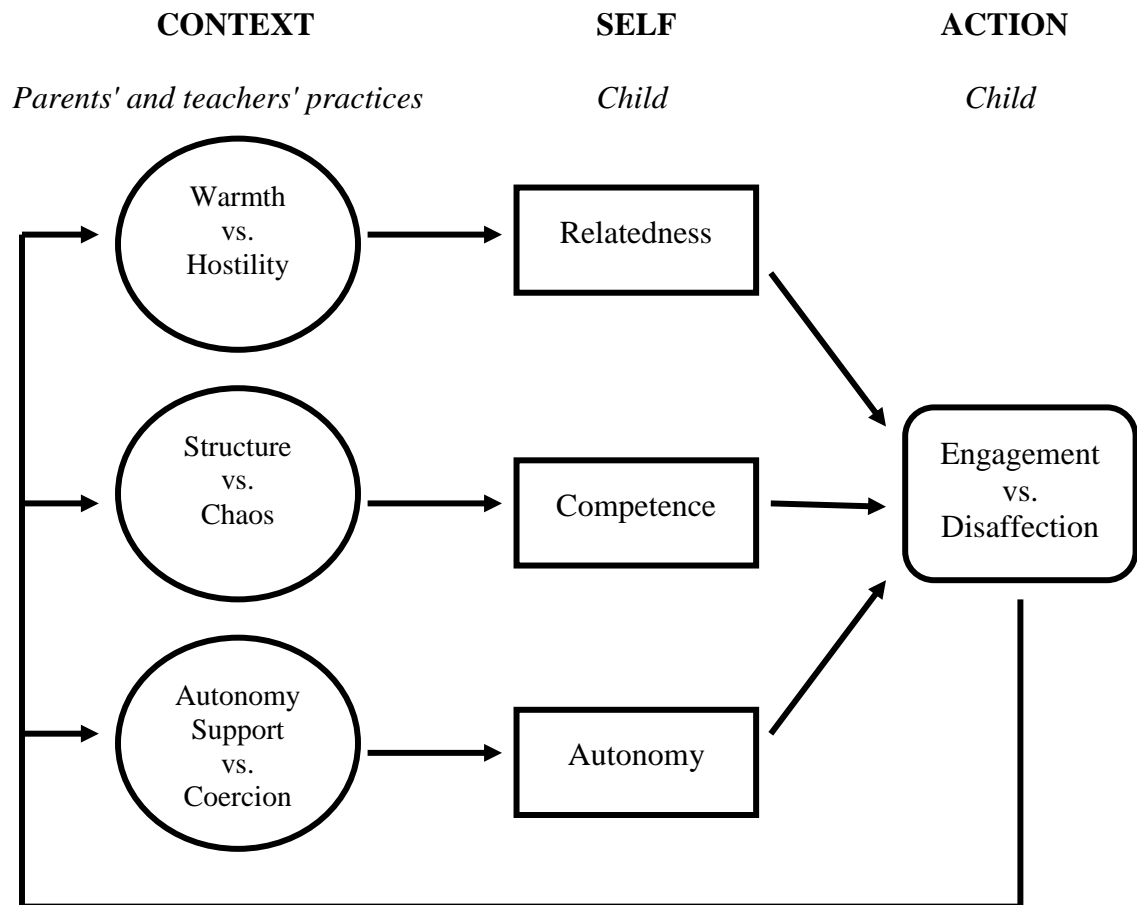 CONTEXT
SELF
ACTION
Parents' and teachers' practices
Child
Child
Warmth
vs.
Hostility
Relatedness
Structure
vs.
Chaos
Competence
Engagement
vs.
Disaffection
Autonomy
Support
vs.
Coercion
Autonomy